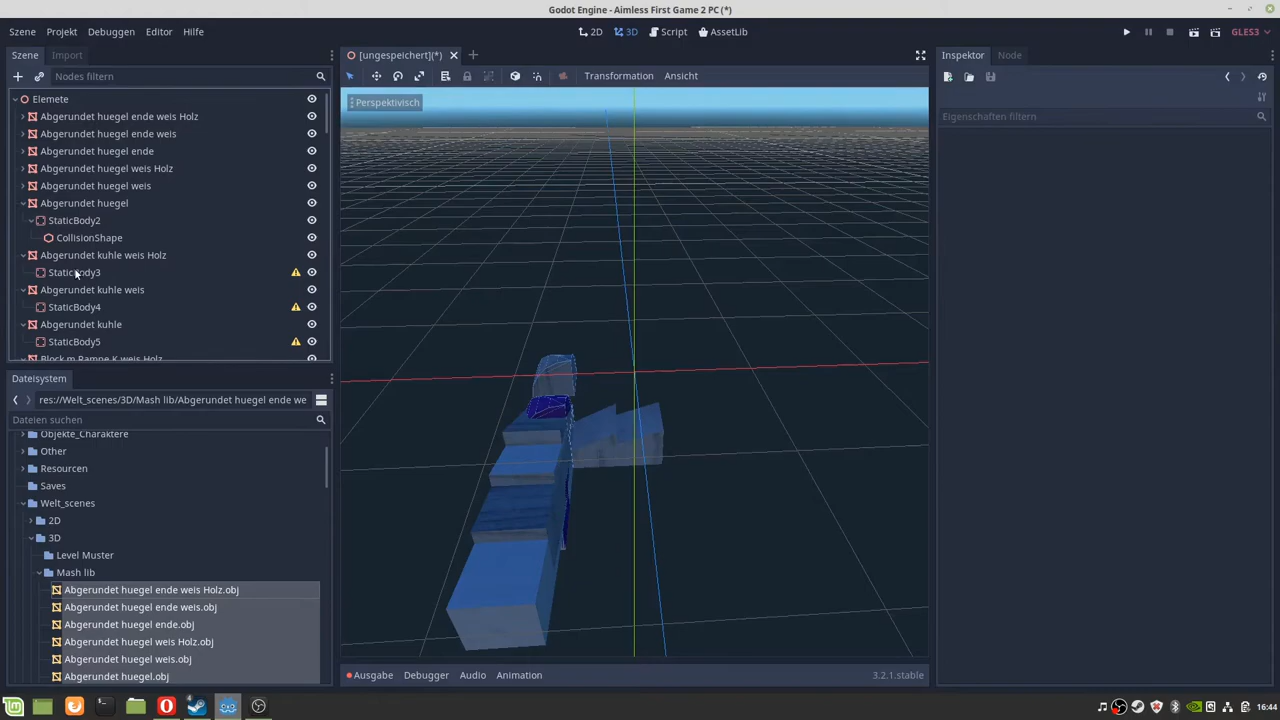 Godot Engine - Aimless First Game 2 PC (*)
Szene Projekt Debuggen Editor Hilfe
2D 3D Script AssetLib
GLES3
Szene Import
[ungespeichert](*)
Inspektor Node
Nodes filtern
Transformation Ansicht
Perspektivisch
Eigenschaften filtern
Elemete
Abgerundet huegel ende weis Holz
Abgerundet huegel ende weis
Abgerundet huegel ende
Abgerundet huegel weis Holz
Abgerundet huegel weis
Abgerundet huegel
StaticBody2
CollisionShape
Abgerundet kuhle weis Holz
StaticBody3
Abgerundet kuhle weis
StaticBody4
Abgerundet kuhle
StaticBody5
Block m Rampe K weis Holz
Dateisystem
res://Welt_scenes/3D/Mash lib/Abgerundet huegel ende we
Dateien suchen
Objekte_Charaktere
Other
Resourcen
Saves
Welt_scenes
2D
3D
Level Muster
Mash lib
Abgerundet huegel ende weis Holz.obj
Abgerundet huegel ende weis.obj
Abgerundet huegel ende.obj
Abgerundet huegel weis Holz.obj
Abgerundet huegel weis.obj
Abgerundet huegel.obj
Ausgabe Debugger Audio Animation
3.2.1.stable
16:44